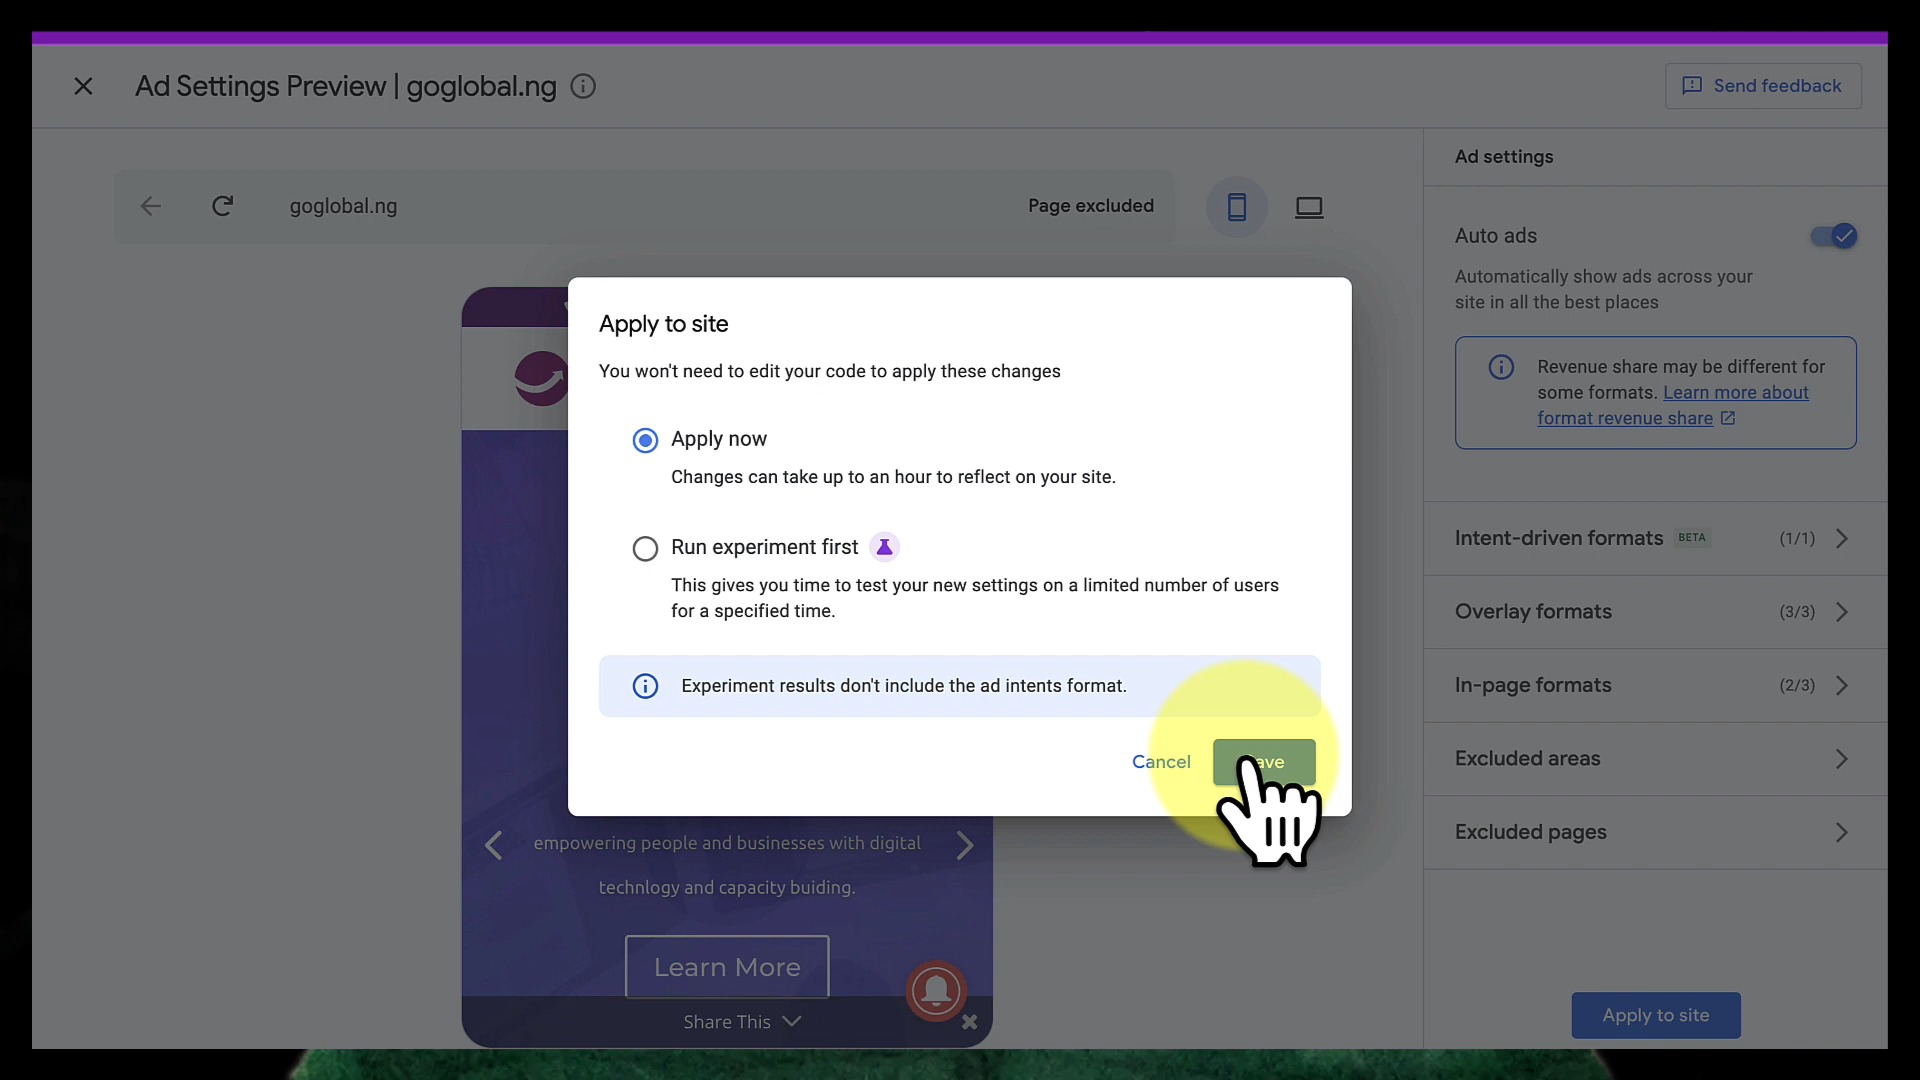 Ad Settings Preview | goglobal.ng
Send feedback
goglobal.ng
Page excluded
Ad settings
Auto ads
Automatically show ads across your
site in all the best places
Revenue share may be different for
some formats. Learn more about
format revenue share
Intent-driven formats BETA (1/1)
Overlay formats (3/3)
In-page formats (2/3)
Excluded areas
Excluded pages
Apply to site
Apply to site
You won't need to edit your code to apply these changes
Apply now
Changes can take up to an hour to reflect on your site.
Run experiment first
This gives you time to test your new settings on a limited number of users
for a specified time.
Experiment results don't include the ad intents format.
Cancel
empowering people and businesses with digital
technlogy and capacity buiding.
Learn More
Share This